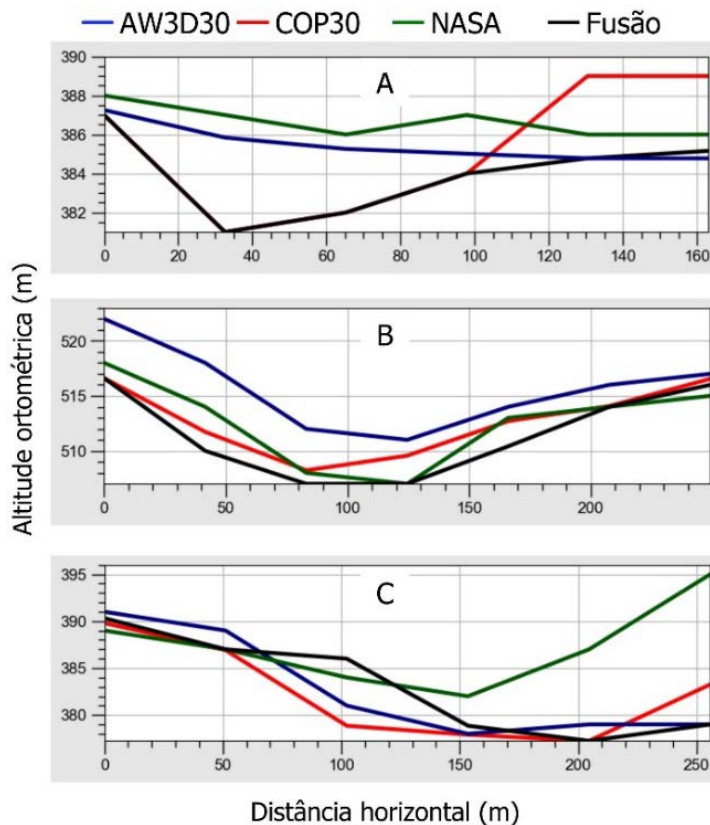 AW3D30 COP30 NASA Fusão
A
390
388
386
384
382
0 20 40 60 80 100 120 140 160
B
520
515
510
0 50 100 150 200
C
395
390
385
380
0 50 100 150 200 250
Altitude ortométrica (m)
Distância horizontal (m)